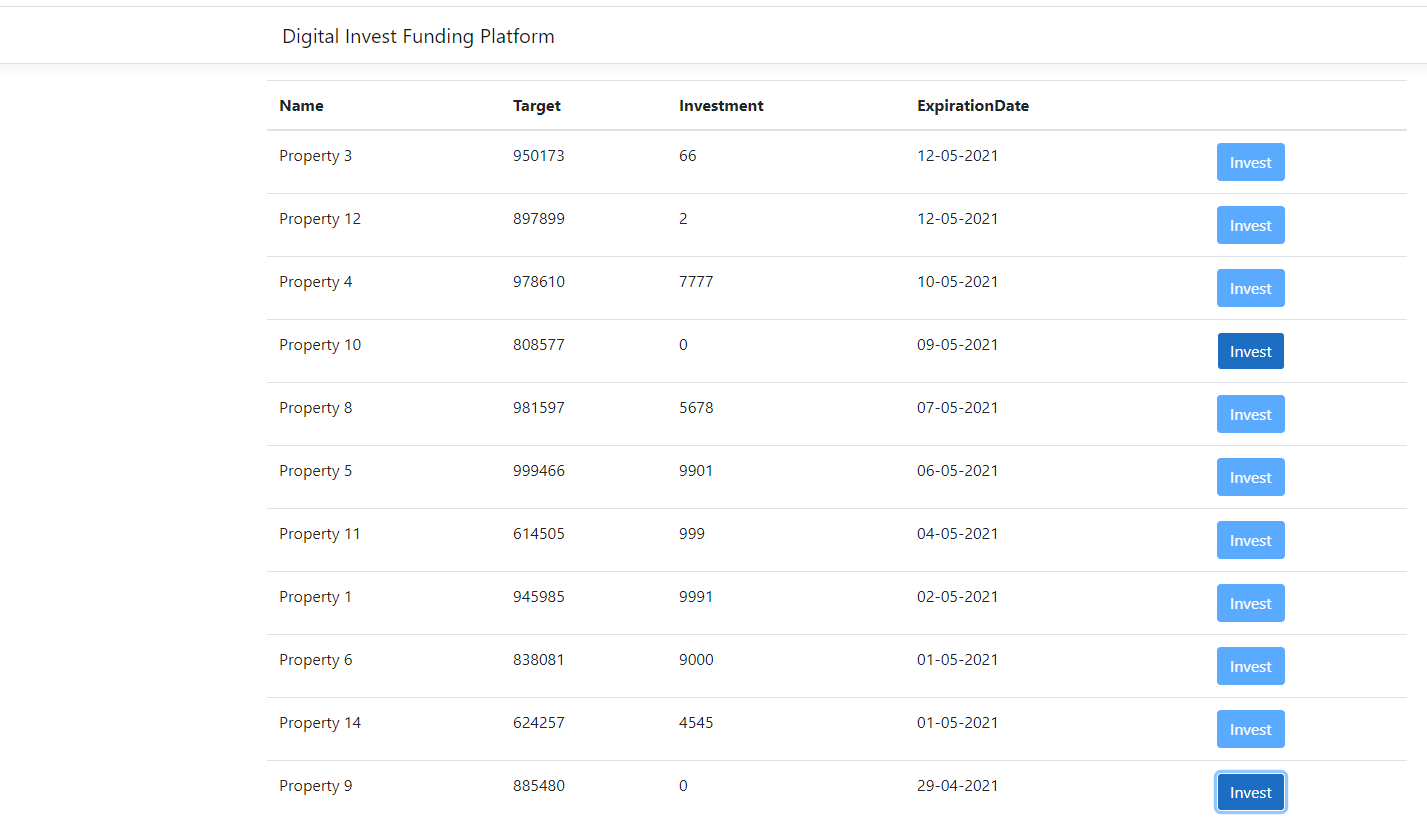 Digital Invest Funding Platform
Name Target Investment ExpirationDate
Property 3 950173 66 12-05-2021 Invest
Property 12 897899 2 12-05-2021 Invest
Property 4 978610 7777 10-05-2021 Invest
Property 10 808577 0 09-05-2021 Invest
Property 8 981597 5678 07-05-2021 Invest
Property 5 999466 9901 06-05-2021 Invest
Property 11 614505 999 04-05-2021 Invest
Property 1 945985 9991 02-05-2021 Invest
Property 6 838081 9000 01-05-2021 Invest
Property 14 624257 4545 01-05-2021 Invest
Property 9 885480 0 29-04-2021 Invest